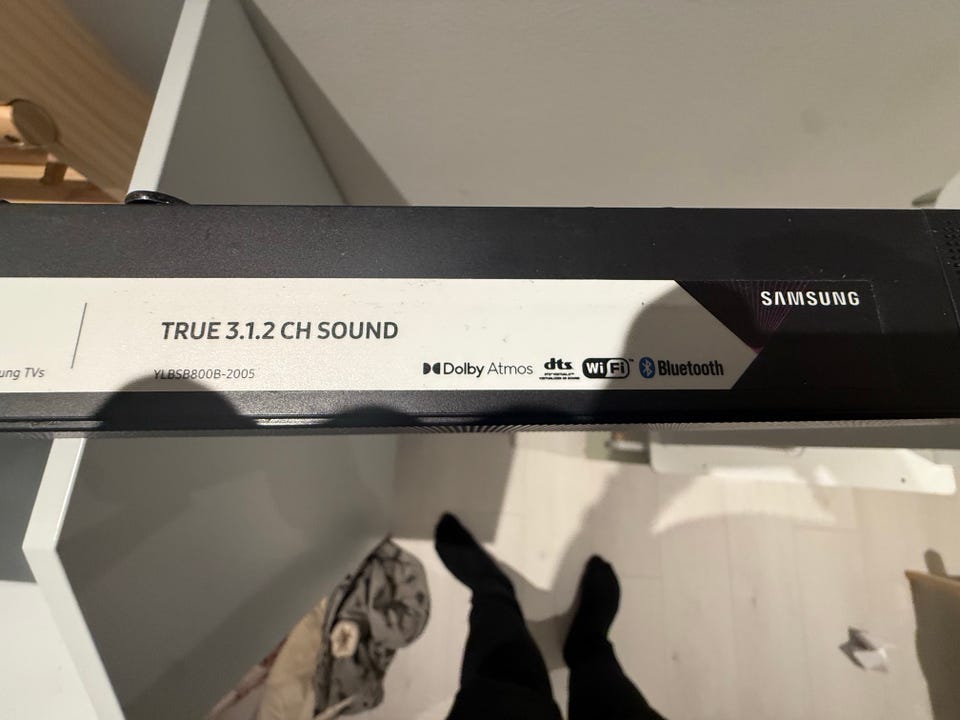 SAMSUNG
TRUE 3.1.2 CH SOUND
ung TVs
YLBSB800B-2005
Dolby Atmos dts WiFi Bluetooth